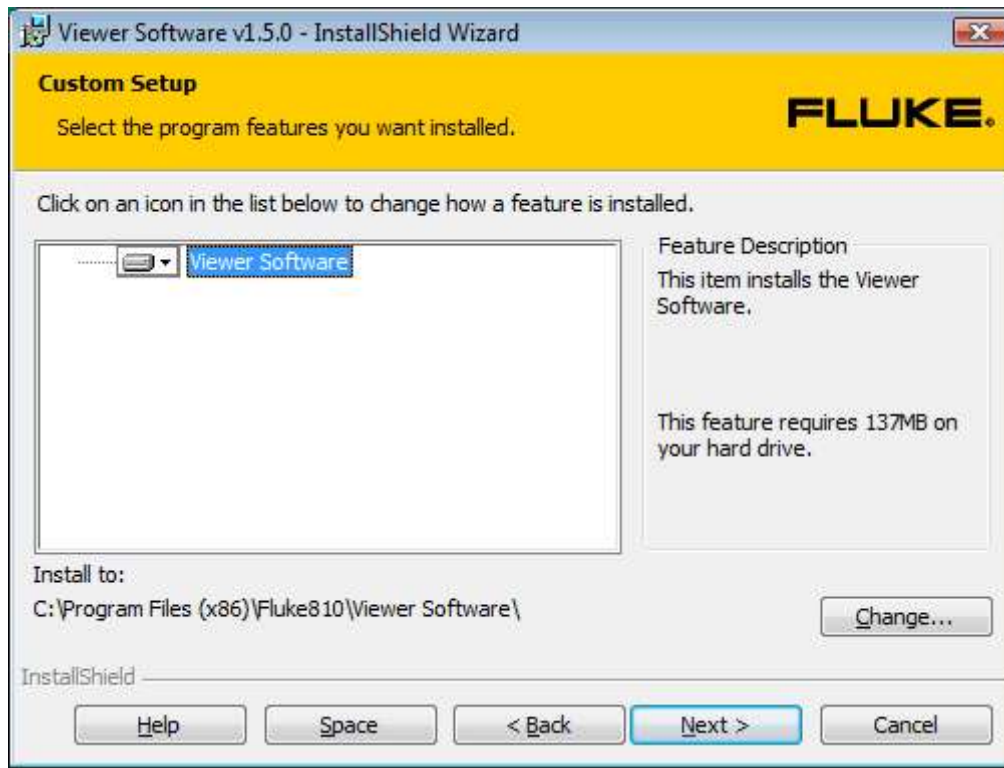 Viewer Software v1.5.0 - InstallShield Wizard
Custom Setup
Select the program features you want installed.
FLUKE®
Click on an icon in the list below to change how a feature is installed.
Viewer Software
Feature Description
This item installs the Viewer
Software.
This feature requires 137MB on
your hard drive.
Install to:
C:\Program Files (x86)\Fluke810\Viewer Software\
Change...
InstallShield
Help
Space
< Back
Next >
Cancel